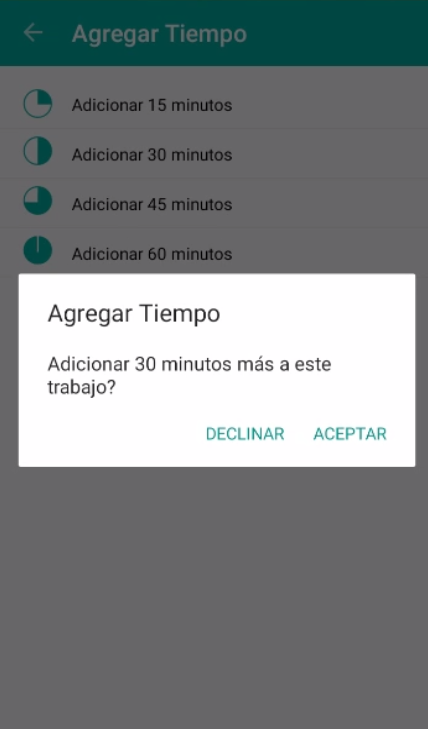 Agregar Tiempo
Adicionar 15 minutos
Adicionar 30 minutos
Adicionar 45 minutos
Adicionar 60 minutos
Agregar Tiempo
Adicionar 30 minutos más a este
trabajo?
DECLINAR ACEPTAR